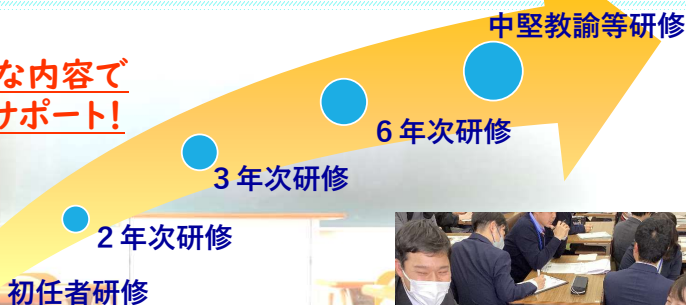 中堅教諭等研修
な内容で
サポート!
６年次研修
３年次研修
２年次研修
初任者研修